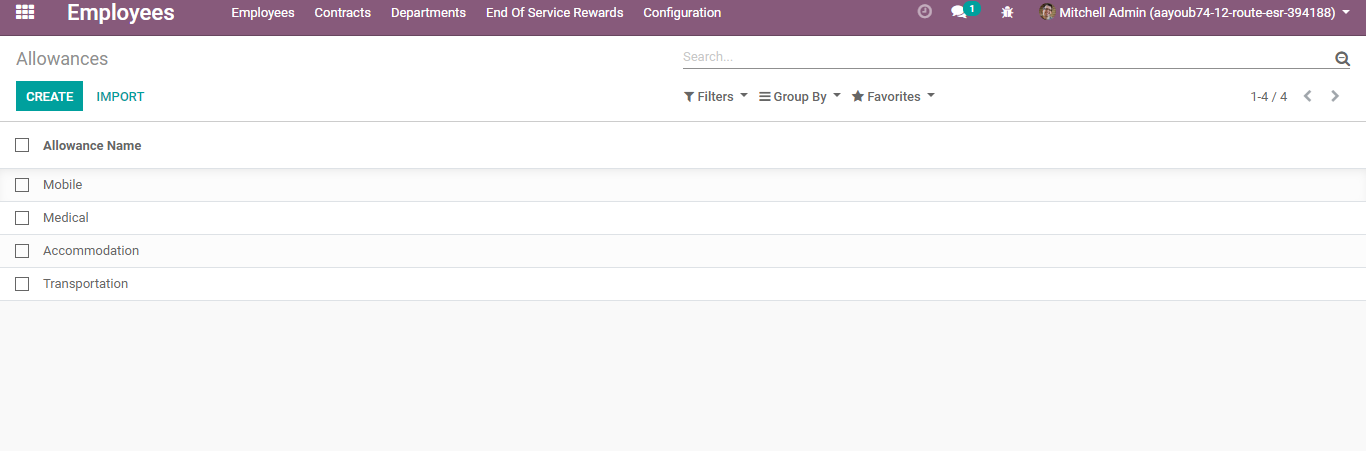 Employees Employees Contracts Departments End Of Service Rewards Configuration 1 Mitchell Admin (aayoub74-12-route-esr-394188)
Allowances Search...
CREATE IMPORT Filters Group By Favorites 1-4 / 4
Allowance Name
Mobile
Medical
Accommodation
Transportation